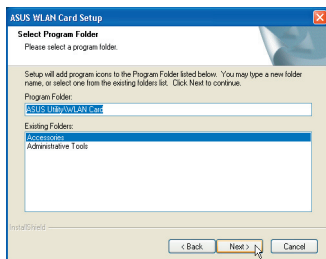 ASUS WLAN Card Setup
Select Program Folder
Please select a program folder.
Setup will add program icons to the Program Folder listed below. You may type a new folder
name, or select one from the existing folders list. Click Next to continue.
Program Folder:
ASUS Utility\WLAN Card
Existing Folders:
Accessories
Administrative Tools
InstallShield
< Back
Next >
Cancel